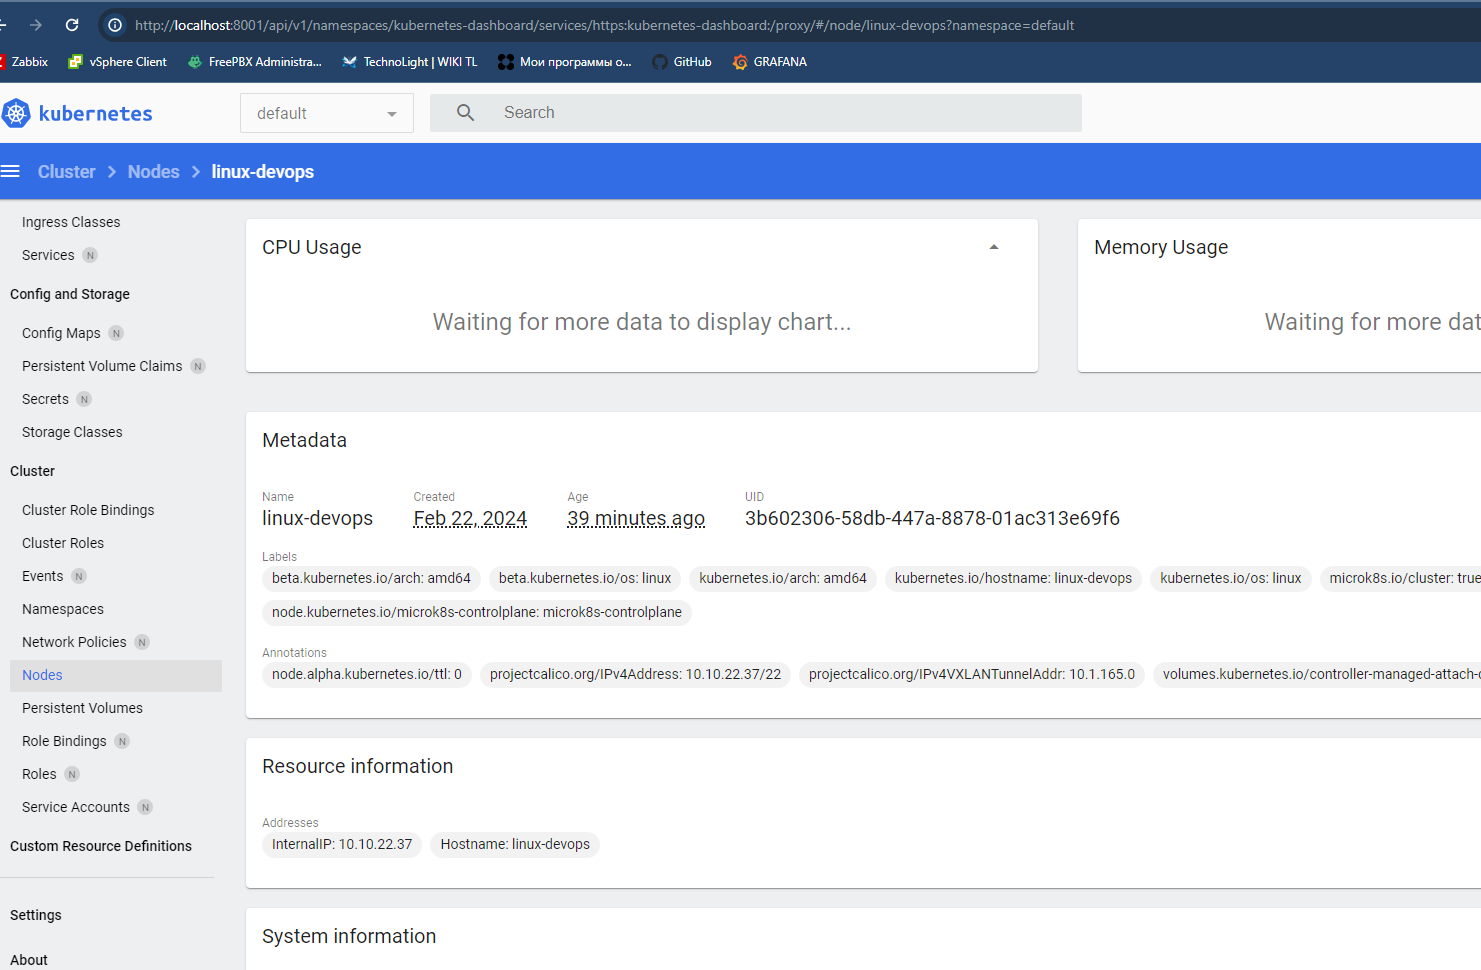 http://localhost:8001/api/v1/namespaces/kubernetes-dashboard/services/https:kubernetes-dashboard:/proxy/#/node/linux-devops?namespace=default
Zabbix vSphere Client FreePBX Administra... TechnoLight | WIKI TL Мои программы о... GitHub GRAFANA
kubernetes default Search
Cluster > Nodes > linux-devops
Ingress Classes
Services N
Config and Storage
Config Maps N
Persistent Volume Claims N
Secrets N
Storage Classes
Cluster
Cluster Role Bindings
Cluster Roles
Events N
Namespaces
Network Policies N
Nodes
Persistent Volumes
Role Bindings N
Roles N
Service Accounts N
Custom Resource Definitions
Settings
About
CPU Usage
Waiting for more data to display chart...
Memory Usage
Waiting for more dat
Metadata
Name Created Age UID
linux-devops Feb 22, 2024 39 minutes ago 3b602306-58db-447a-8878-01ac313e69f6
Labels
beta.kubernetes.io/arch: amd64 beta.kubernetes.io/os: linux kubernetes.io/arch: amd64 kubernetes.io/hostname: linux-devops kubernetes.io/os: linux microk8s.io/cluster: true
node.kubernetes.io/microk8s-controlplane: microk8s-controlplane
Annotations
node.alpha.kubernetes.io/ttl: 0 projectcalico.org/IPv4Address: 10.10.22.37/22 projectcalico.org/IPv4VXLANTunnelAddr: 10.1.165.0 volumes.kubernetes.io/controller-managed-attach-
Resource information
Addresses
InternalIP: 10.10.22.37 Hostname: linux-devops
System information